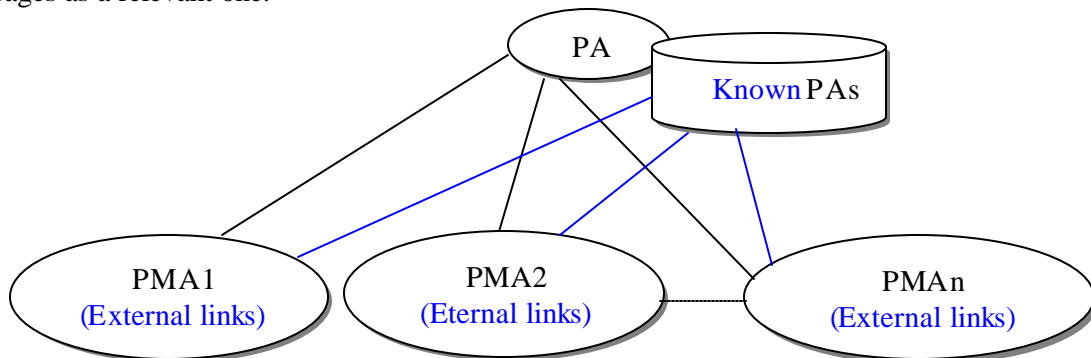 ages as a relevant one.
PA
Known PAs
PMA1
(External links)
PMA2
(Eternal links)
PMAn
(External links)